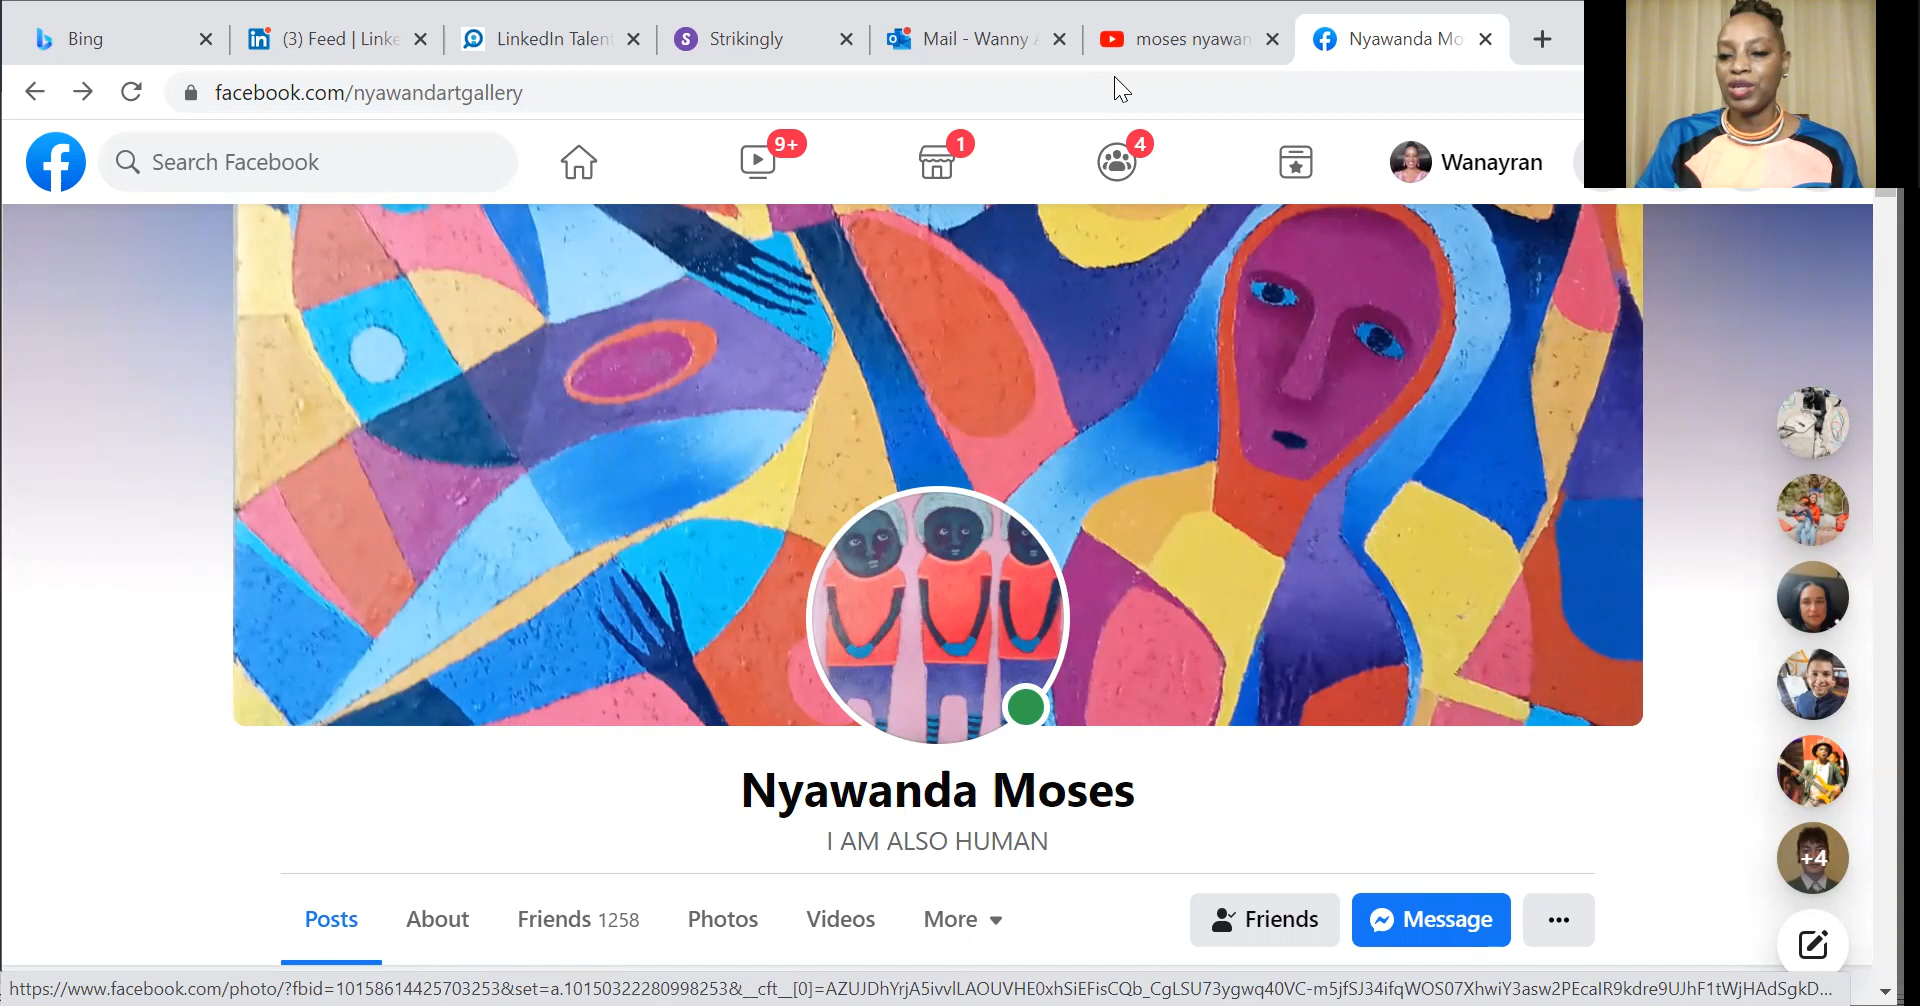 Bing
(3) Feed | Linke
LinkedIn Talen
S Strikingly
Mail - Wanny A
moses nyawan
Nyawanda Mo
facebook.com/nyawandartgallery
Search Facebook
9+
1
4
Wanayran
Nyawanda Moses
I AM ALSO HUMAN
Posts
About
Friends 1258
Photos
Videos
More
Friends
Message
+4
https://www.facebook.com/photo/?fbid=10158614425703253&set=a.10150322280998253&__cft__[0]=AZUJDhYrjA5ivvlLAOUVHE0xhSiEFisCQb_CgLSU73ygwq40VC-m5jfSJ34ifqWOS07XhwiY3asw2PEcaIR9kdre9UJhF1tWjHAdSgkD...